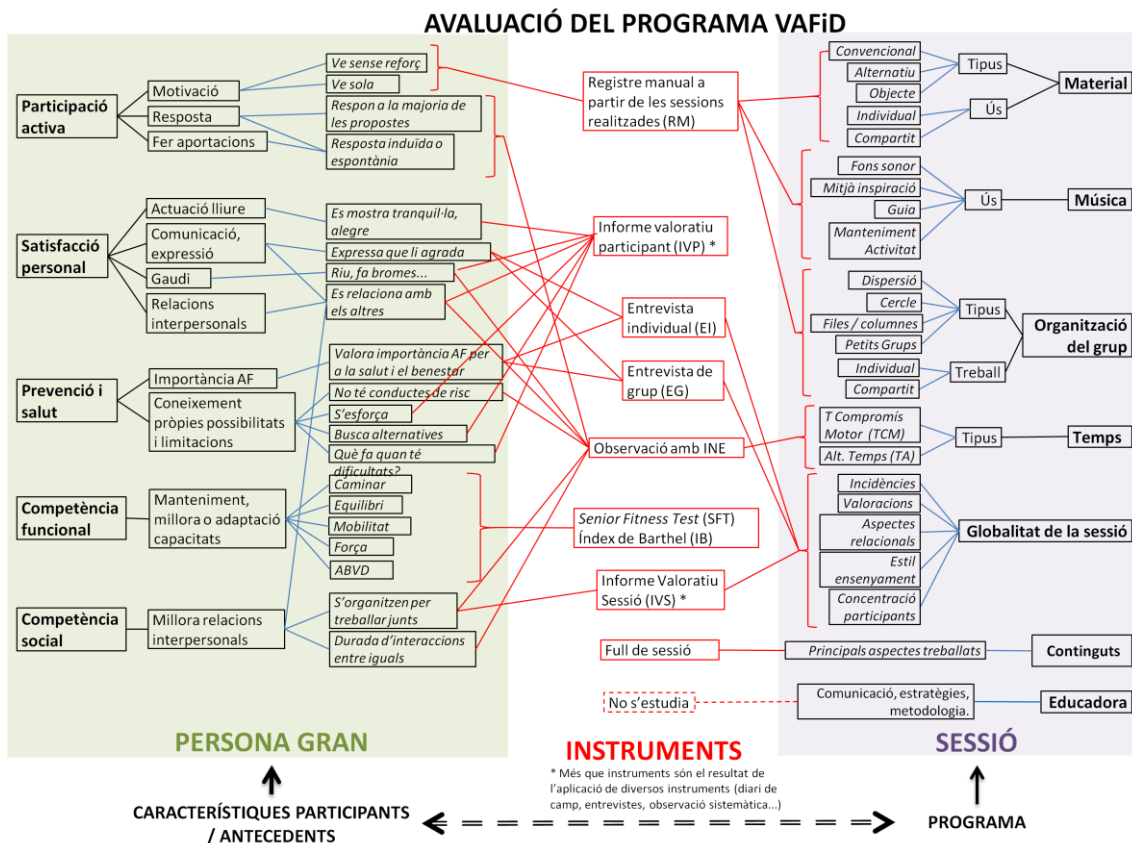 AVALUACIÓ DEL PROGRAMA VAFiD
Participació
activa
Motivació
Resposta
Fer aportacions
Ve sense reforç
Ve sola
Respon a la majoria de
les propostes
Resposta induïda o
espontània
Satisfacció
personal
Actuació lliure
Comunicació,
expressió
Gaudi
Relacions
interpersonals
Es mostra tranquil·la,
alegre
Expressa que li agrada
Riu, fa bromes...
Es relaciona amb
els altres
Prevenció i
salut
Importància AF
Coneixement
pròpies possibilitats
i limitacions
Valora importància AF per
a la salut i el benestar
No té conductes de risc
S'esforça
Busca alternatives
Què fa quan té
dificultats?
Competència
funcional
Manteniment,
millora o adaptació
capacitats
Caminar
Equilibri
Mobilitat
Força
ABVD
Competència
social
Millora relacions
interpersonals
S'organitzen per
treballar junts
Durada d'interaccions
entre iguals
PERSONA GRAN
Registre manual a
partir de les sessions
realitzades (RM)
Informe valoratiu
participant (IVP) *
Entrevista
individual (EI)
Entrevista de
grup (EG)
Observació amb INE
Senior Fitness Test (SFT)
Índex de Barthel (IB)
Informe Valoratiu
Sessió (IVS) *
Full de sessió
No s'estudia
INSTRUMENTS
* Més que instruments són el resultat de
l'aplicació de diversos instruments (diari de
camp, entrevistes, observació sistemàtica...)
Convencional
Alternatiu
Objecte
Individual
Compartit
Tipus
Ús
Material
Fons sonor
Mitjà inspiració
Guia
Manteniment
Activitat
Ús
Música
Dispersió
Cercle
Files / columnes
Petits Grups
Individual
Compartit
Tipus
Treball
Organització
del grup
T Compromís
Motor (TCM)
Alt. Temps (TA)
Tipus
Temps
Incidències
Valoracions
Aspectes
relacionals
Estil
ensenyament
Concentració
participants
Globalitat de la sessió
Principals aspectes treballats
Continguts
Comunicació, estratègies,
metodologia.
Educadora
SESSIÓ
CARACTERÍSTIQUES PARTICIPANTS
/ ANTECEDENTS
PROGRAMA